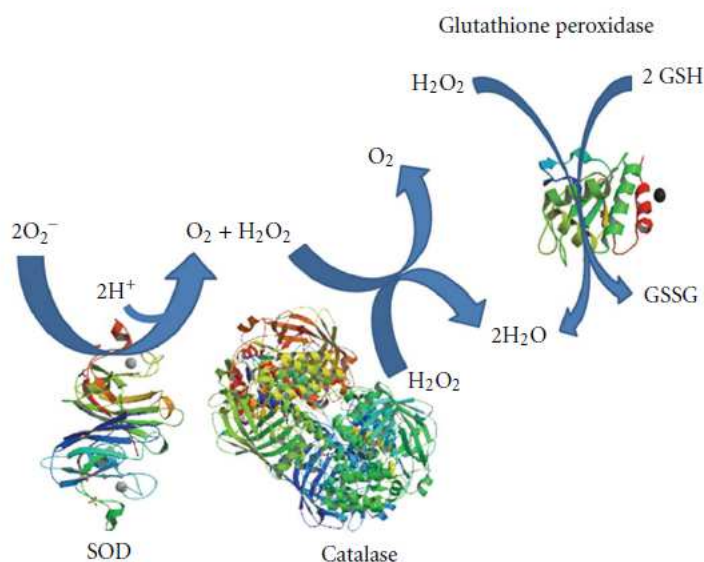 Glutathione peroxidase
H₂O₂
2 GSH
O₂
2O₂⁻
O₂ + H₂O₂
2H⁺
GSSG
2H₂O
H₂O₂
SOD
Catalase